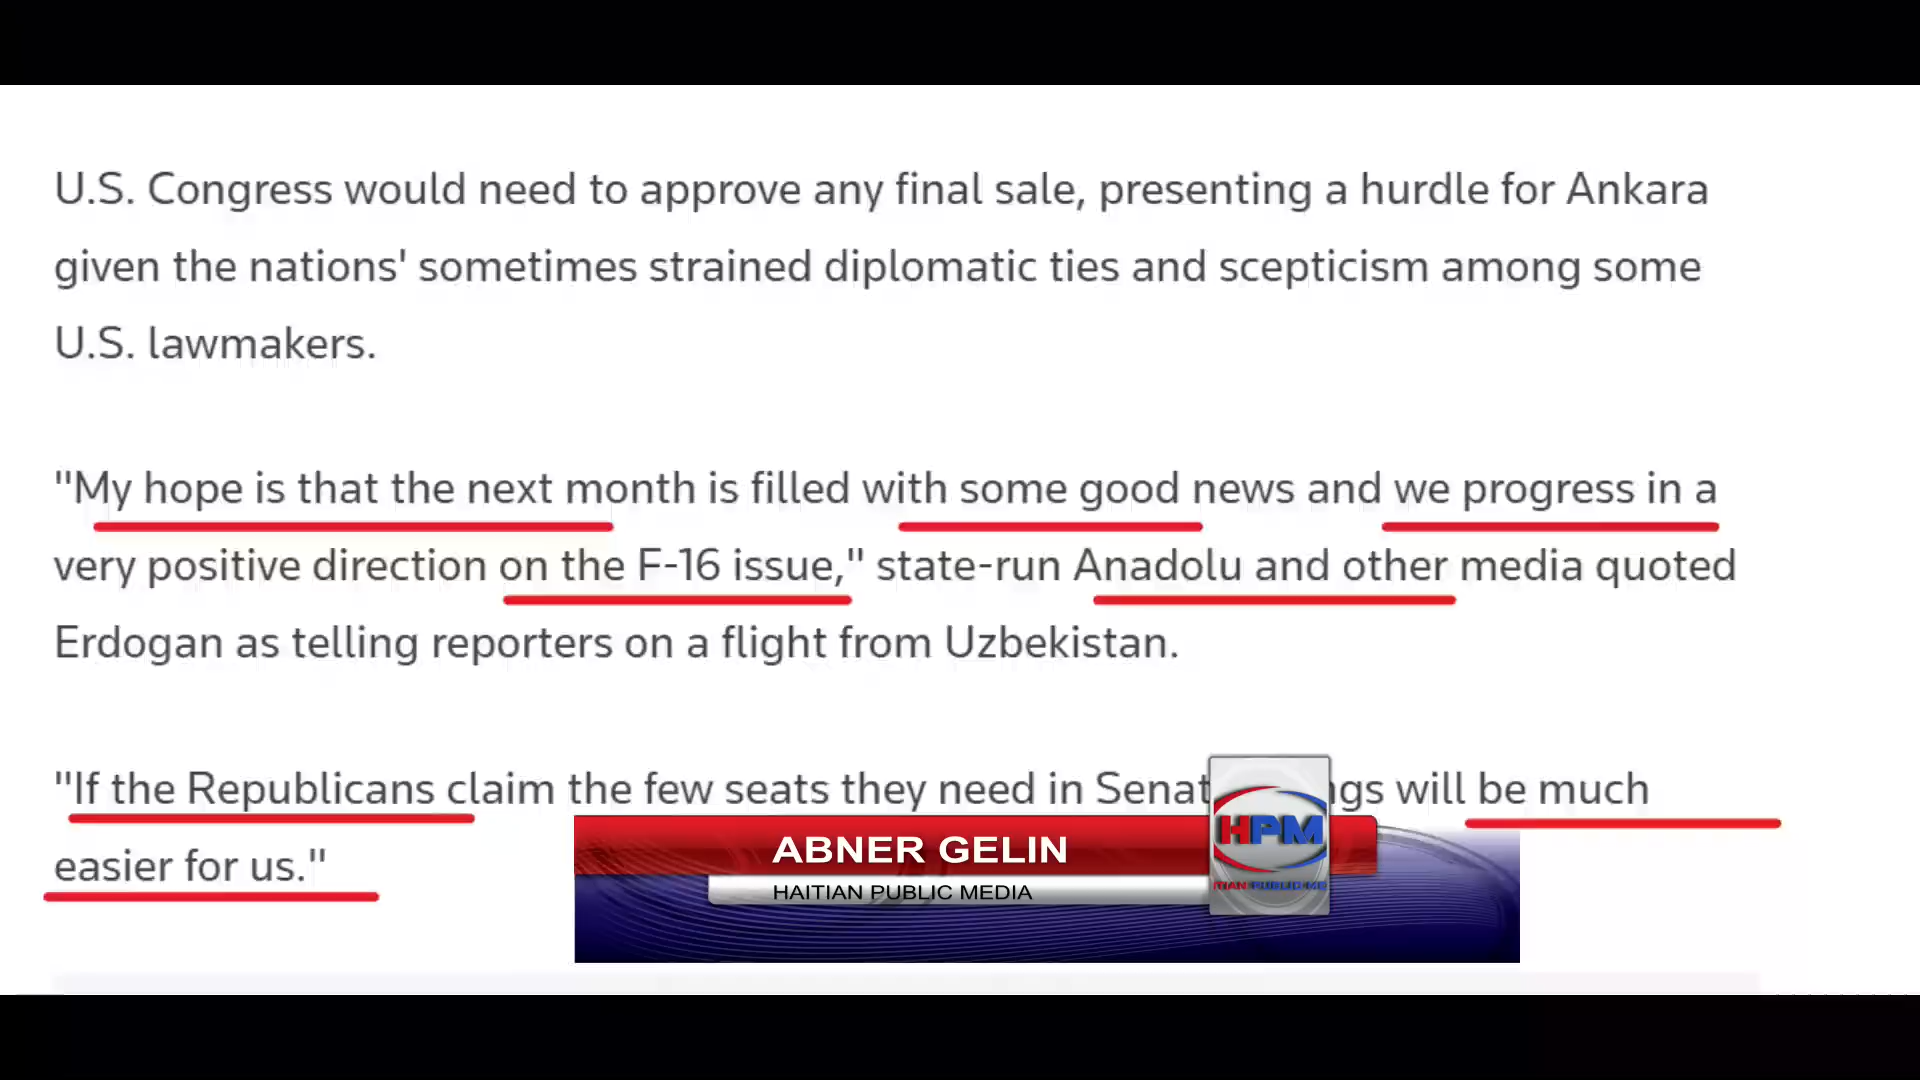 U.S. Congress would need to approve any final sale, presenting a hurdle for Ankara
given the nations' sometimes strained diplomatic ties and scepticism among some
U.S. lawmakers.
"My hope is that the next month is filled with some good news and we progress in a
very positive direction on the F-16 issue," state-run Anadolu and other media quoted
Erdogan as telling reporters on a flight from Uzbekistan.
"If the Republicans claim the few seats they need in will be much
easier for us."
ABNER GELIN
HAITIAN PUBLIC MEDIA
HPM